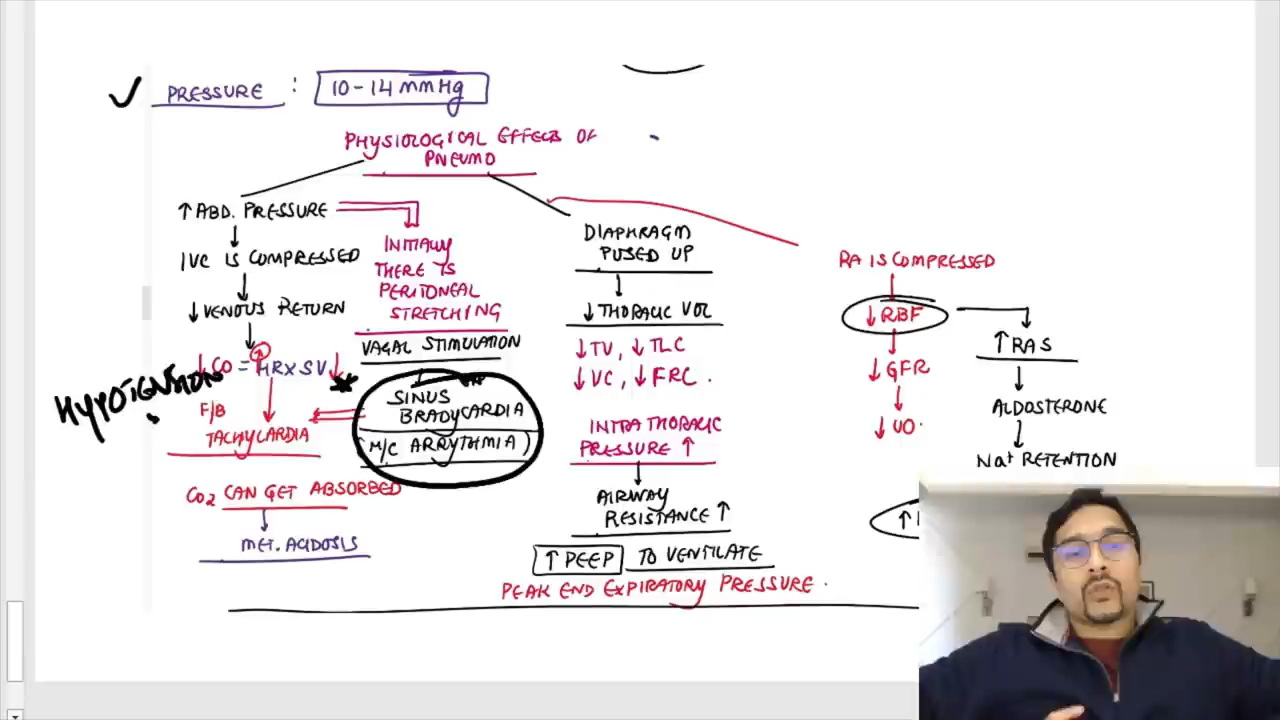 PRESSURE : 10-14 mmHg
PHYSIOLOGICAL EFFECTS OF
PNEUMO
↑ ABD. PRESSURE
IVC IS COMPRESSED
↓ VENOUS RETURN
↓ CO = HR X SV ↓
HYPOTENSION
F/B
TACHYCARDIA
CO2 CAN GET ABSORBED
MET. ACIDOSIS
INITIALLY
THERE IS
PERITONEAL
STRETCHING
VAGAL STIMULATION
SINUS
BRADYCARDIA
(M/C ARRYTHMIA)
DIAPHRAGM
PUSED UP
↓ THORACIC VOL
↓ TV, ↓ TLC
↓ VC, ↓ FRC.
INTRA THORACIC
PRESSURE ↑
AIRWAY
RESISTANCE ↑
↑ PEEP TO VENTILATE
PEAK END EXPIRATORY PRESSURE.
RA IS COMPRESSED
↓ RBF
↓ GFR
↓ UO.
↑ RAS
ALDOSTERONE
Na+ RETENTION